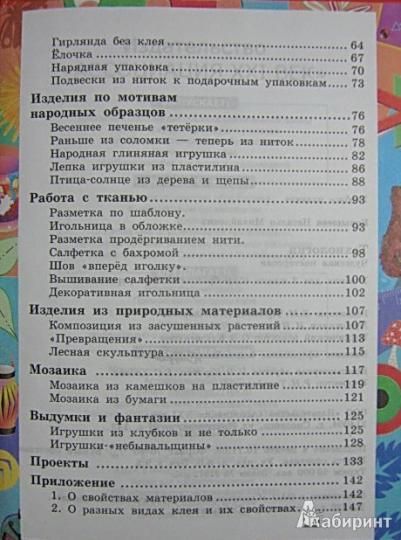 Гирлянда без клея 64
Ёлочка 67
Нарядная упаковка 70
Подвески из ниток к подарочным упаковкам 73
Изделия по мотивам
народных образцов 76
Весеннее печенье «тетёрки» 76
Раньше из соломки — теперь из ниток 78
Народная глиняная игрушка 82
Лепка игрушки из пластилина 86
Птица-солнце из дерева и щепы 88
Работа с тканью 93
Разметка по шаблону.
Игольница в обложке 93
Разметка продёргиванием нити.
Салфетка с бахромой 98
Шов «вперёд иголку».
Вышивание салфетки 100
Декоративная игольница 102
Изделия из природных материалов 107
Композиция из засушенных растений 107
«Превращения» 113
Лесная скульптура 115
Мозаика 117
Мозаика из камешков на пластилине 119
Мозаика из бумаги 121
Выдумки и фантазии 125
Игрушки из клубков и не только 125
Игрушки-«небывальщины» 128
Проекты 133
Приложение 142
1. О свойствах материалов 142
2. О разных видах клея и их свойствах 147
Лабиринт